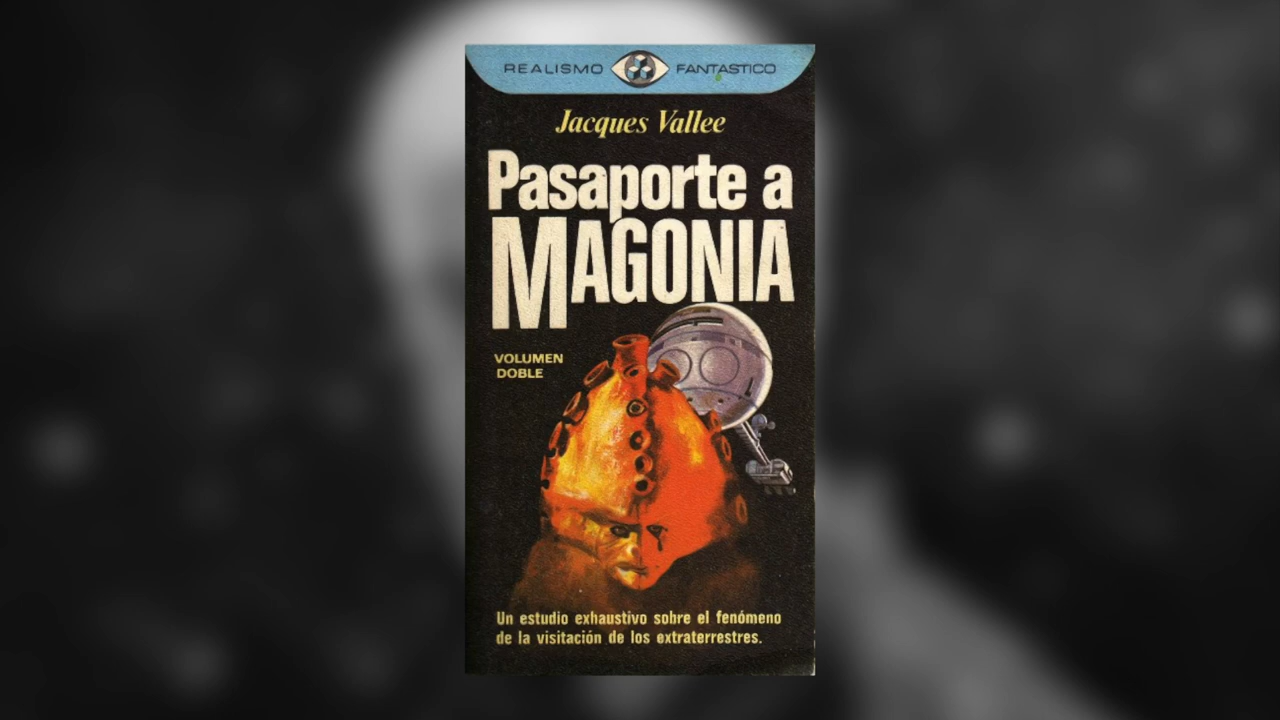 REALISMO FANTASTICO
Jacques Vallee
Pasaporte a
MAGONIA
VOLUMEN
DOBLE
Un estudio exhaustivo sobre el fenómeno
de la visitación de los extraterrestres.